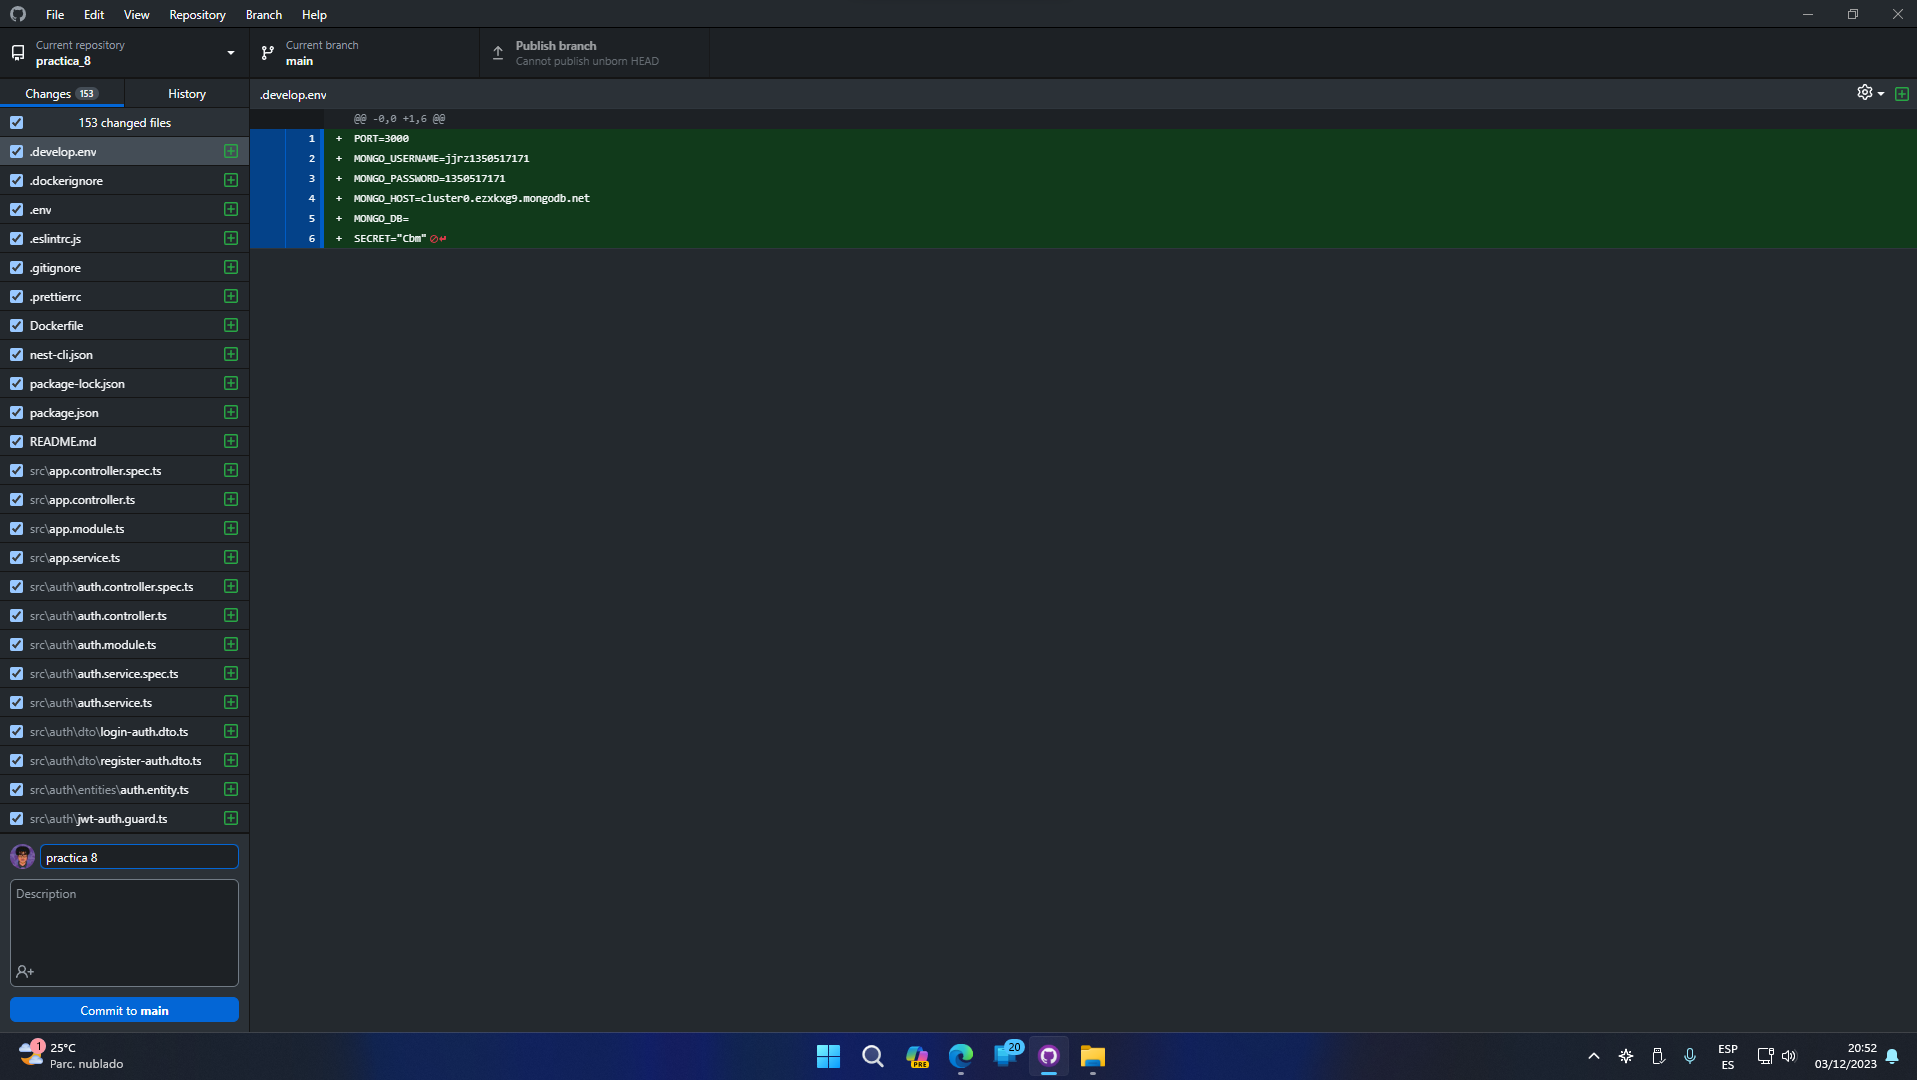 File Edit View Repository Branch Help
Current repository
practica_8
Current branch
main
Publish branch
Cannot publish unborn HEAD
Changes 153
History
.develop.env
153 changed files
@@ -0,0 +1,6 @@
1 + PORT=3000
2 + MONGO_USERNAME=jjrz1350517171
3 + MONGO_PASSWORD=1350517171
4 + MONGO_HOST=cluster0.ezxkxg9.mongodb.net
5 + MONGO_DB=
6 + SECRET="Cbm"
.develop.env
.dockerignore
.env
.eslintrc.js
.gitignore
.prettierrc
Dockerfile
nest-cli.json
package-lock.json
package.json
README.md
src\app.controller.spec.ts
src\app.controller.ts
src\app.module.ts
src\app.service.ts
src\auth\auth.controller.spec.ts
src\auth\auth.controller.ts
src\auth\auth.module.ts
src\auth\auth.service.spec.ts
src\auth\auth.service.ts
src\auth\dto\login-auth.dto.ts
src\auth\dto\register-auth.dto.ts
src\auth\entities\auth.entity.ts
src\auth\jwt-auth.guard.ts
practica 8
Description
Commit to main
1
25°C
Parc. nublado
PRE
20
ESP
ES
20:52
03/12/2023